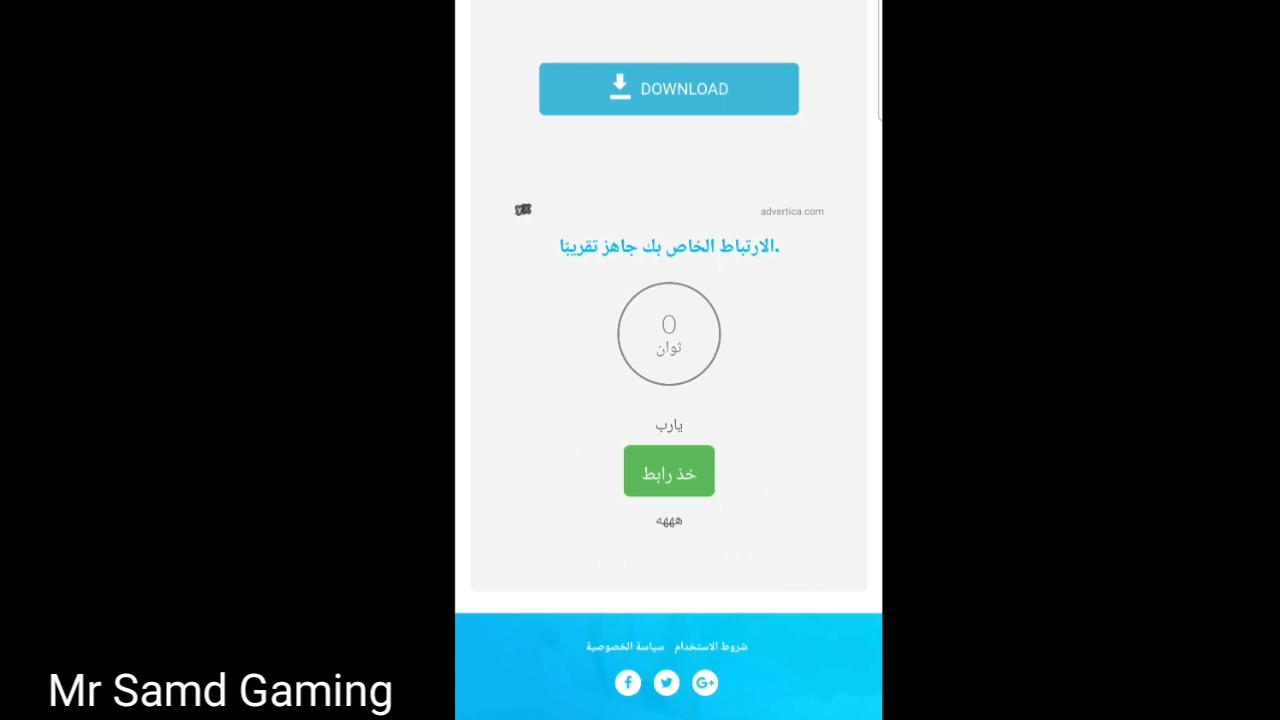 DOWNLOAD
advertica.com
الارتباط الخاص بك جاهز تقريبًا.
0
ثوان
يارب
خذ رابط
هههه
شروط الاستخدام سياسة الخصوصية
Mr Samd Gaming